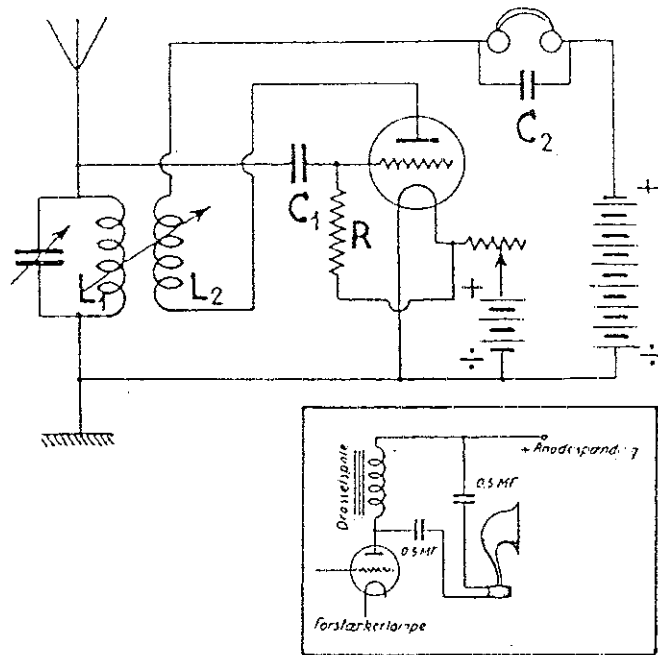 C₂
C₁
R
L₁
L₂
+
÷
+
÷
+ Anodespænding
Drosselspole
0.5 MF
0.5 MF
Forstærkerlampe